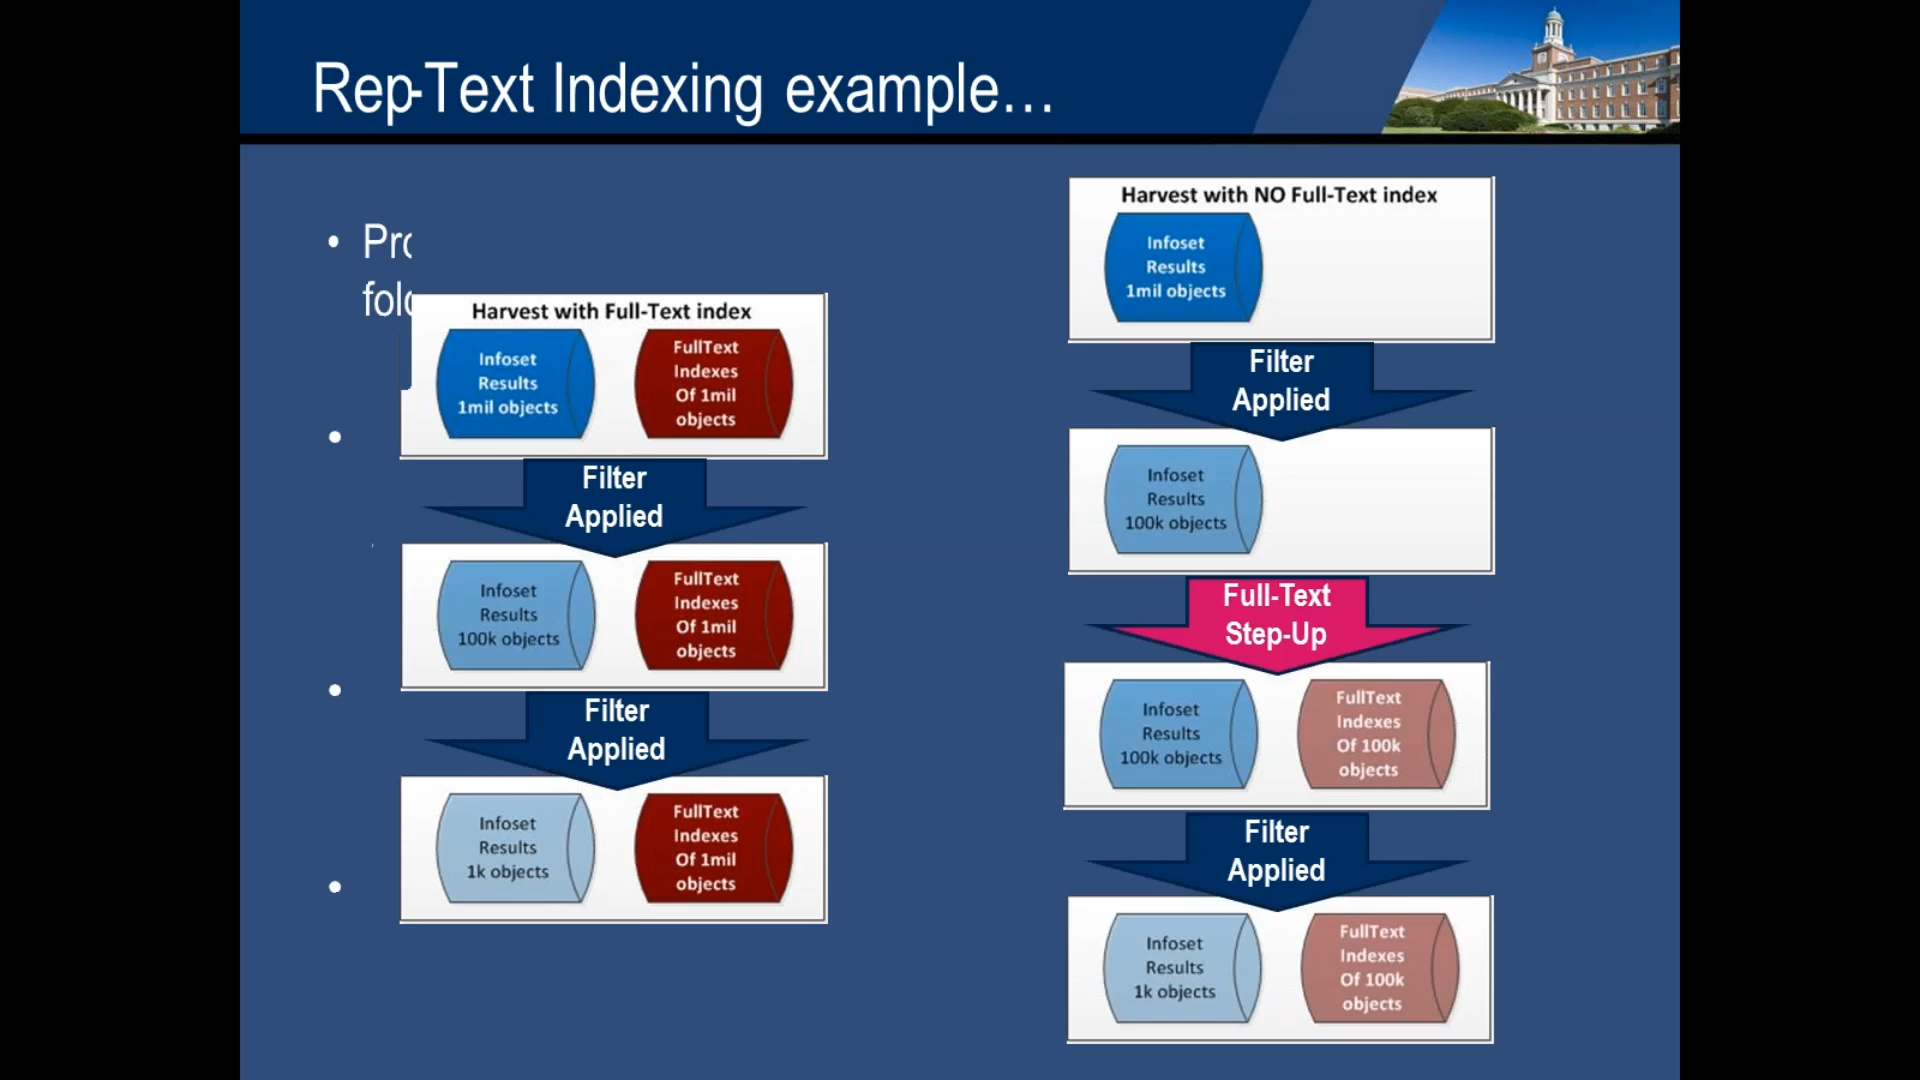 Rep-Text Indexing example…
Harvest with Full-Text index
Infoset
Results
1mil objects
FullText
Indexes
Of 1mil
objects
Filter
Applied
Infoset
Results
100k objects
FullText
Indexes
Of 1mil
objects
Filter
Applied
Infoset
Results
1k objects
FullText
Indexes
Of 1mil
objects
Harvest with NO Full-Text index
Infoset
Results
1mil objects
Filter
Applied
Infoset
Results
100k objects
Full-Text
Step-Up
Infoset
Results
100k objects
FullText
Indexes
Of 100k
objects
Filter
Applied
Infoset
Results
1k objects
FullText
Indexes
Of 100k
objects